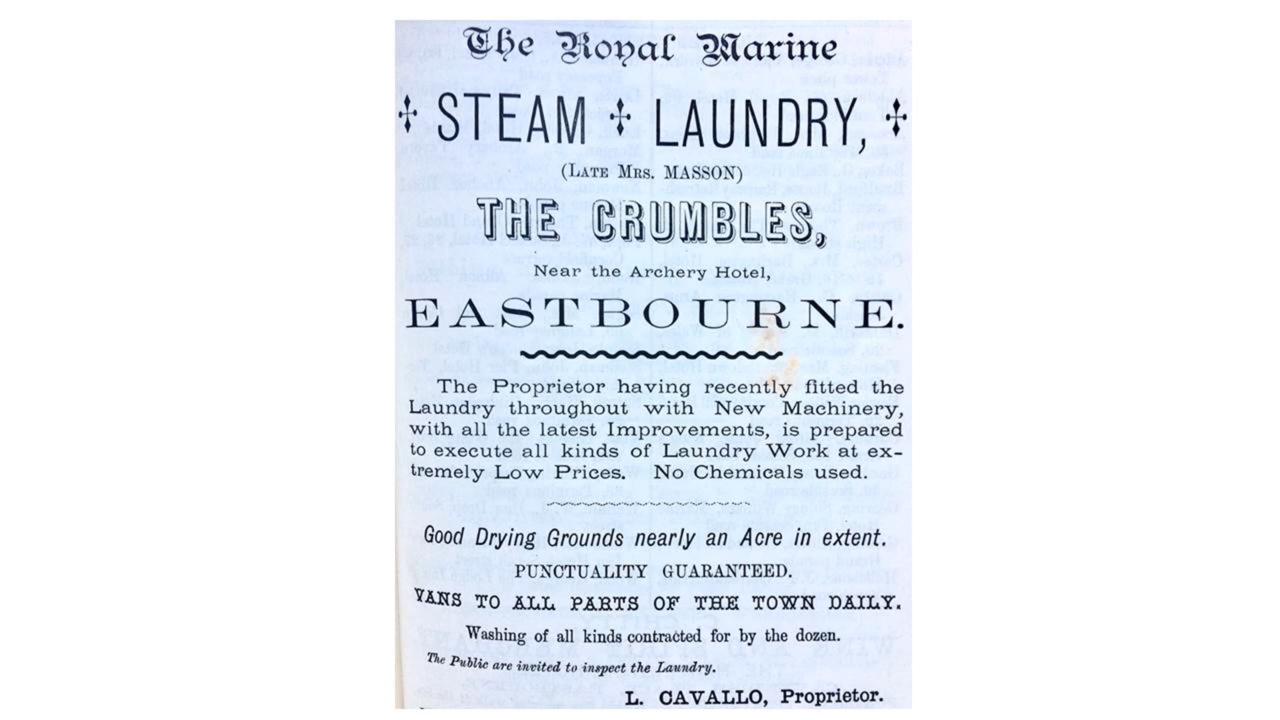 The Royal Marine
STEAM LAUNDRY,
(LATE MRS. MASSON)
THE CRUMBLES,
Near the Archery Hotel,
EASTBOURNE.
The Proprietor having recently fitted the
Laundry throughout with New Machinery,
with all the latest Improvements, is prepared
to execute all kinds of Laundry Work at ex-
tremely Low Prices. No Chemicals used.
Good Drying Grounds nearly an Acre in extent.
PUNCTUALITY GUARANTEED.
VANS TO ALL PARTS OF THE TOWN DAILY.
Washing of all kinds contracted for by the dozen.
The Public are invited to inspect the Laundry.
L. CAVALLO, Proprietor.